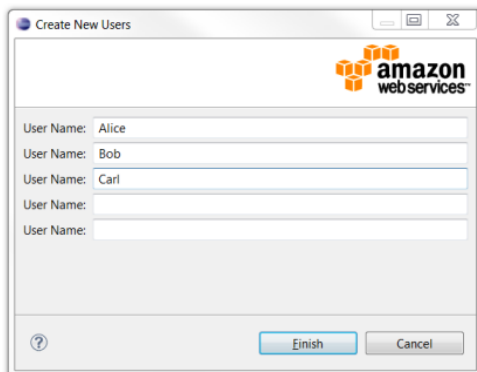 Create New Users
amazon
webservices™
User Name: Alice
User Name: Bob
User Name: Carl
User Name:
User Name:
?
Finish
Cancel